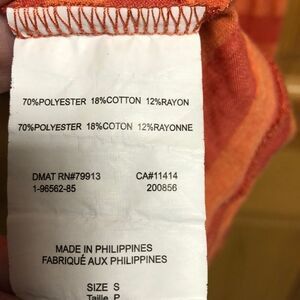 70%POLYESTER 18%COTTON 12%RAYON
70%POLYESTER 18%COTON 12%RAYONNE
DMAT RN#79913 CA#11414
1-96562-85 200856
MADE IN PHILIPPINES
FABRIQUÉ AUX PHILIPPINES
SIZE S
Taille P